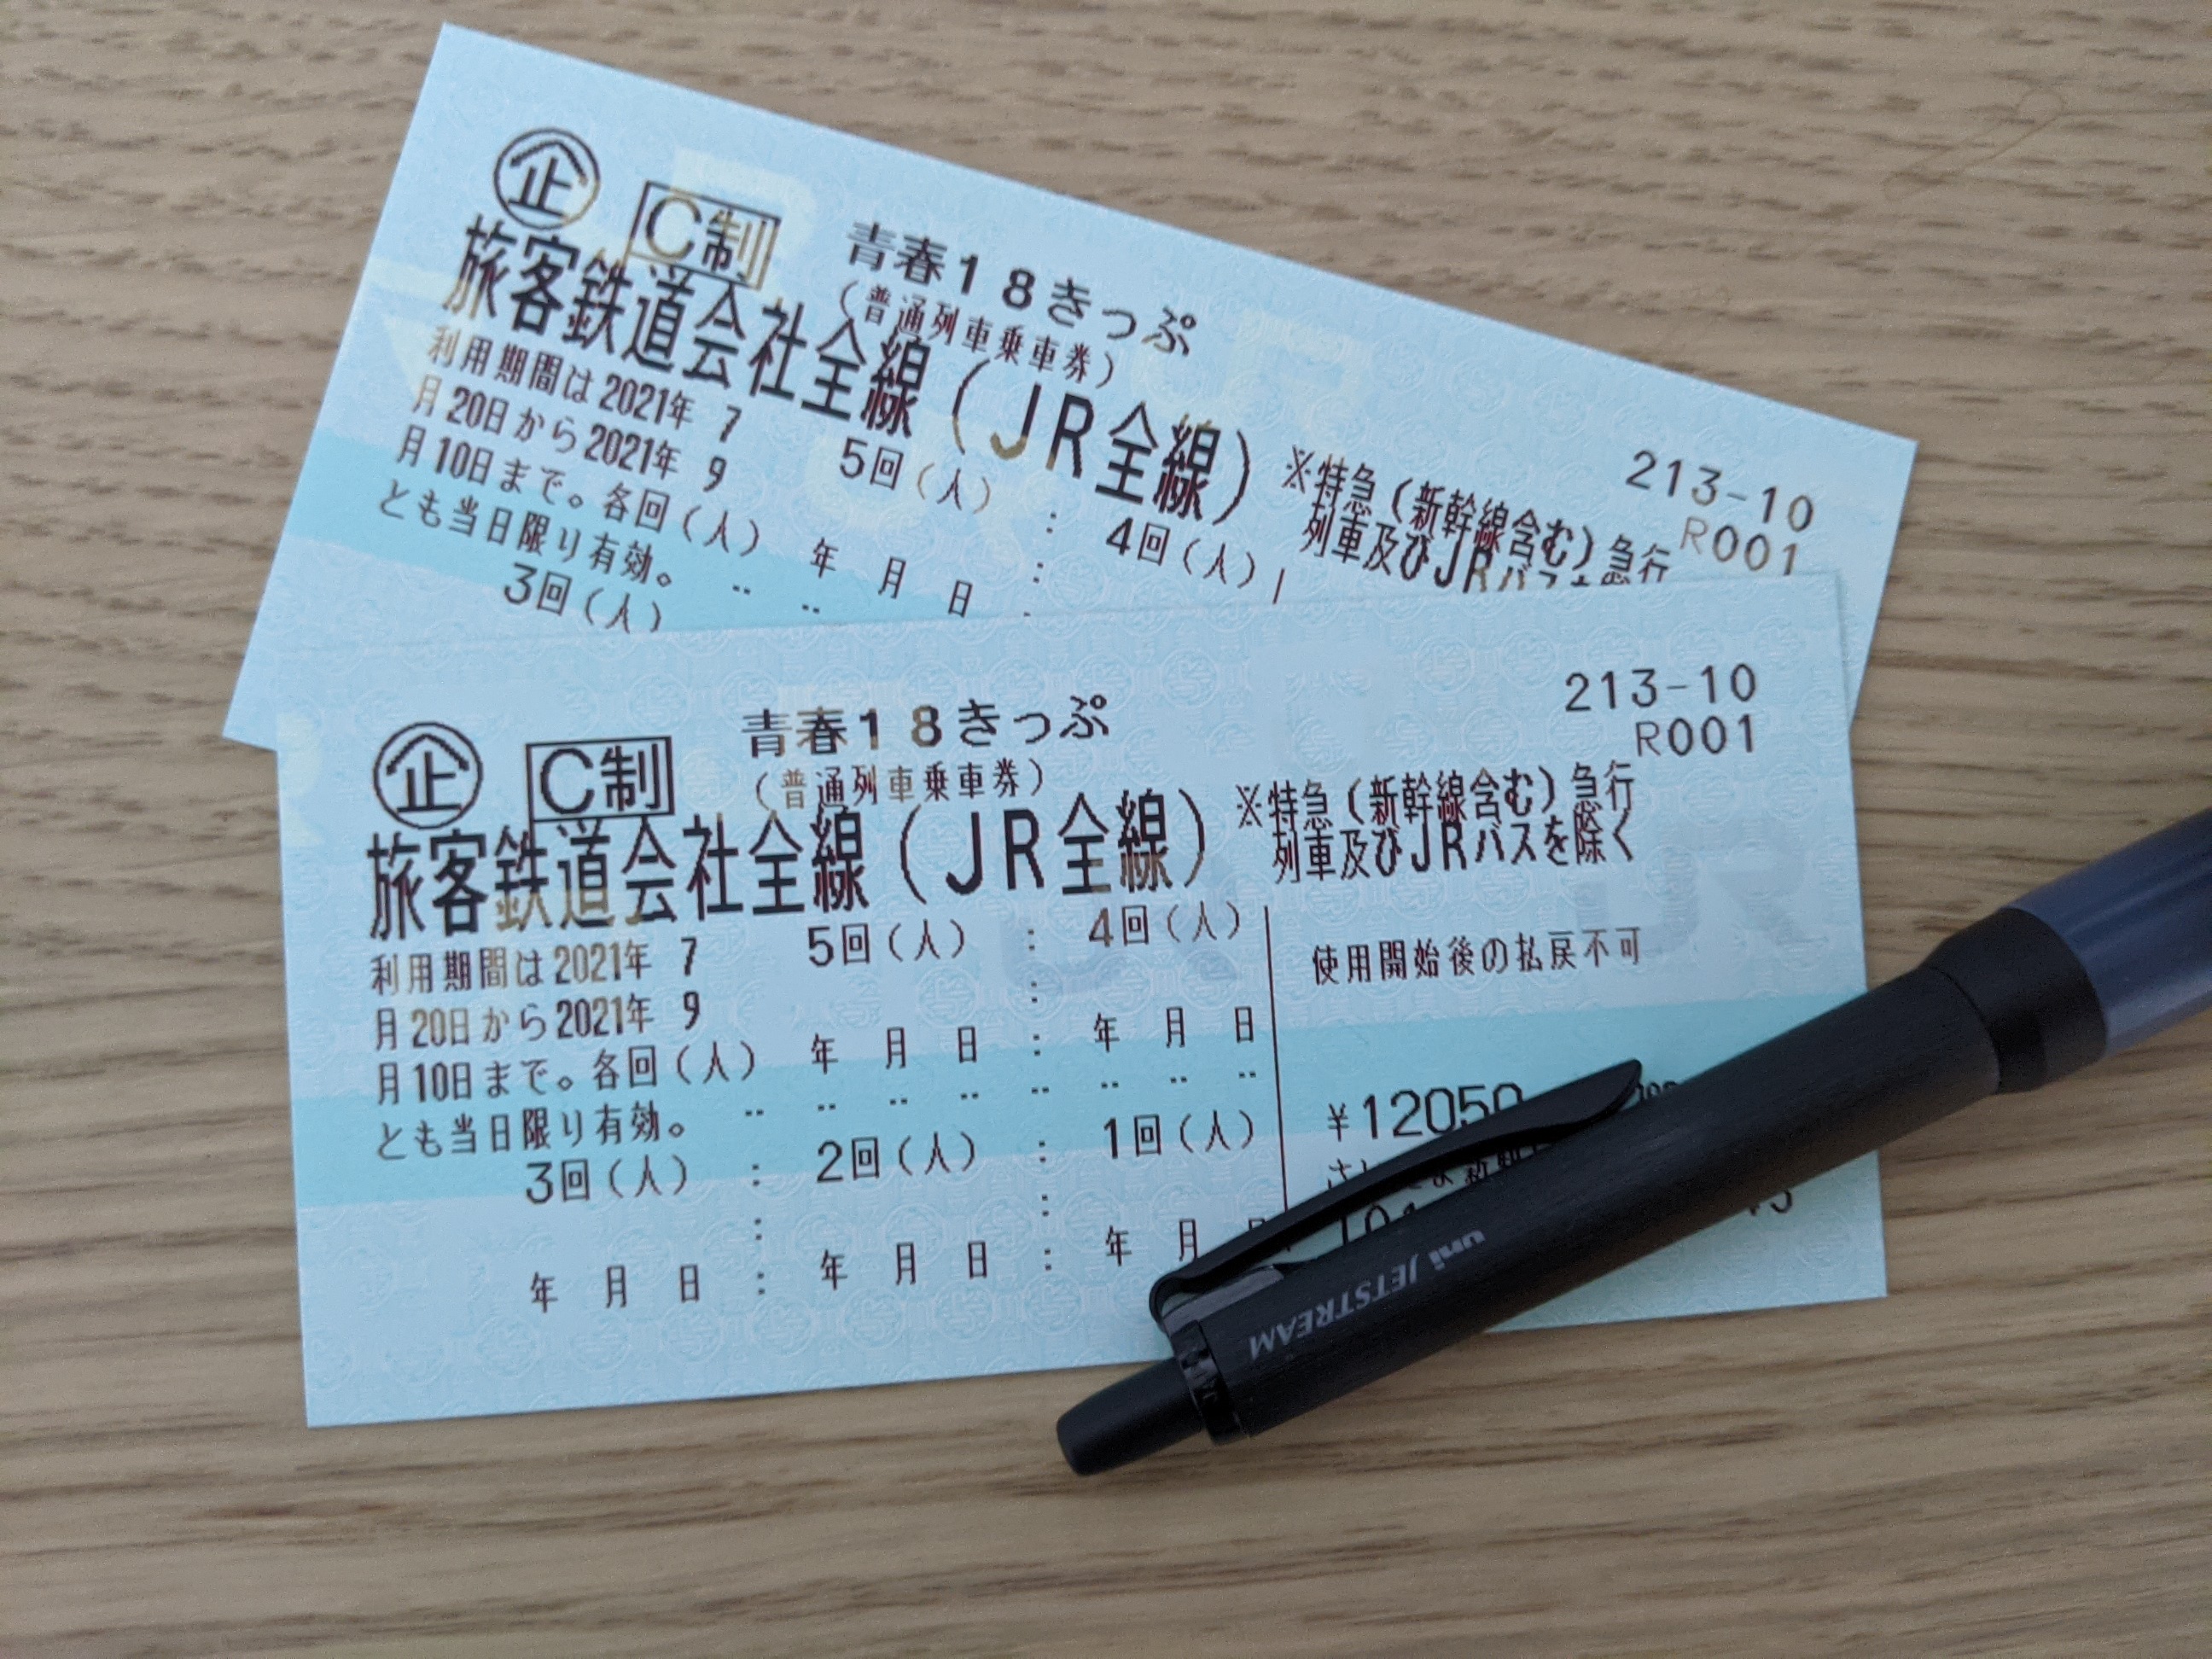 企 C制 青春18きっぷ
(普通列車乗車券)
213-10
R001
旅客鉄道会社全線(JR全線)
※特急(新幹線含む)急行
列車及びJRバス
利用期間は2021年 7
月20日から2021年 9
月10日まで。各回(人)
とも当日限り有効。
5回(人) : 4回(人)
年 月 日 :
3回(人)
企 C制 青春18きっぷ
(普通列車乗車券)
213-10
R001
旅客鉄道会社全線(JR全線)
※特急(新幹線含む)急行
列車及びJRバスを除く
利用期間は2021年 7
月20日から2021年 9
月10日まで。各回(人)
とも当日限り有効。
5回(人) : 4回(人)
年 月 日 : 年 月 日
3回(人) : 2回(人) : 1回(人)
年 月 日 : 年 月 日 : 年 月 日
使用開始後の払戻不可
¥12050
uni JETSTREAM